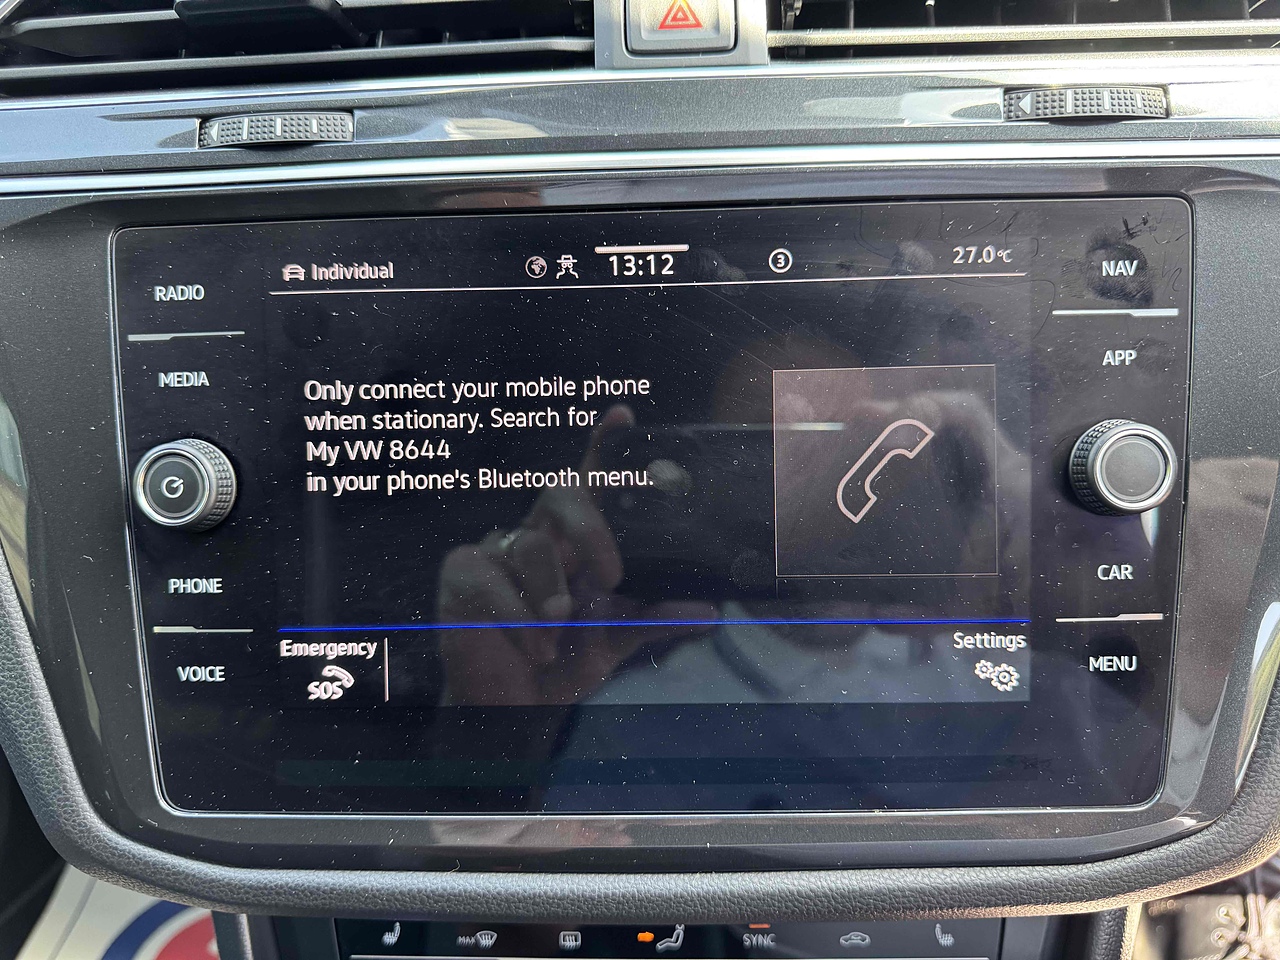 Individual
13:12
3
27.0°C
RADIO
MEDIA
PHONE
VOICE
Only connect your mobile phone
when stationary. Search for
My VW 8644
in your phone's Bluetooth menu.
Emergency
SOS
Settings
NAV
APP
CAR
MENU
MAX
SYNC